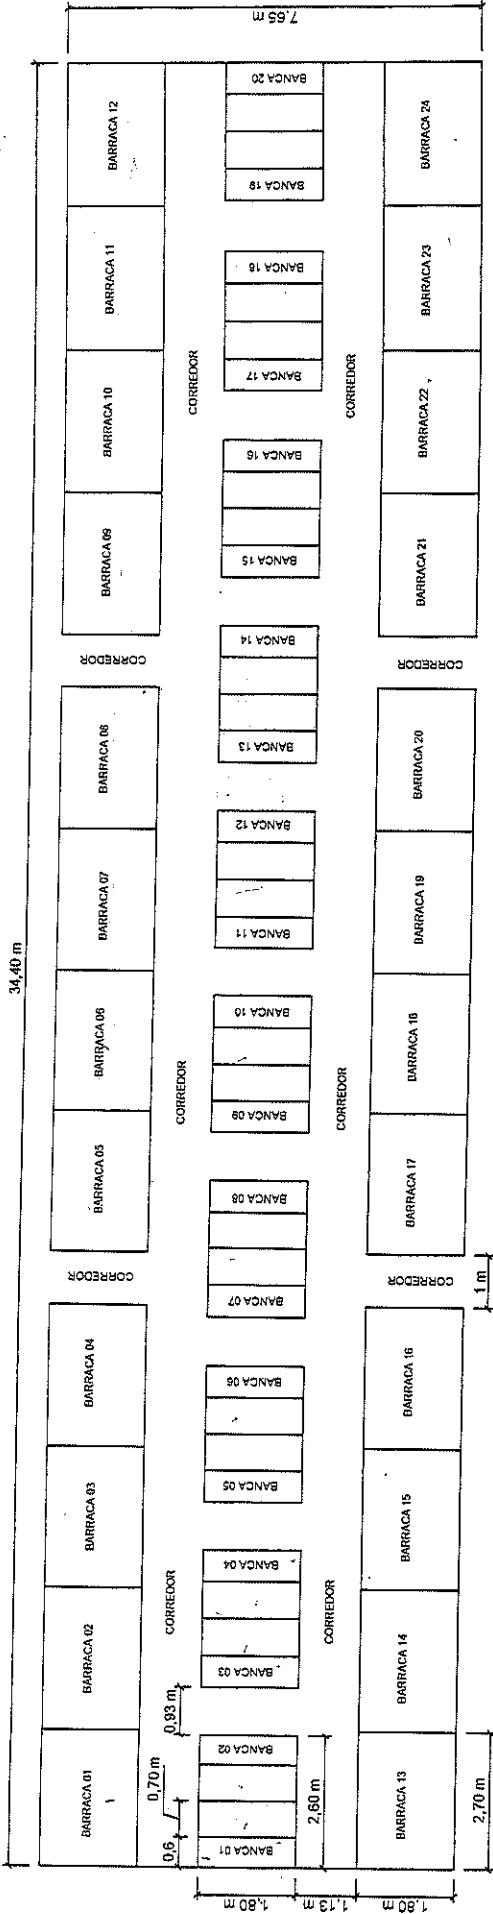 34,40 m
7,65 m
BARRACA 01
BARRACA 02
BARRACA 03
BARRACA 04
CORREDOR
BARRACA 05
BARRACA 06
BARRACA 07
BARRACA 08
CORREDOR
BARRACA 09
BARRACA 10
BARRACA 11
BARRACA 12
0,70 m
0,6
0,93 m
CORREDOR
CORREDOR
CORREDOR
1,80 m
BANCA 01
BANCA 02
BANCA 03
BANCA 04
BANCA 05
BANCA 06
BANCA 07
BANCA 08
BANCA 09
BANCA 10
BANCA 11
BANCA 12
BANCA 13
BANCA 14
BANCA 15
BANCA 16
BANCA 17
BANCA 18
BANCA 19
BANCA 20
1,13 m
2,60 m
CORREDOR
CORREDOR
CORREDOR
1,80 m
BARRACA 13
BARRACA 14
BARRACA 15
BARRACA 16
CORREDOR
BARRACA 17
BARRACA 18
BARRACA 19
BARRACA 20
CORREDOR
BARRACA 21
BARRACA 22
BARRACA 23
BARRACA 24
2,70 m
1 m